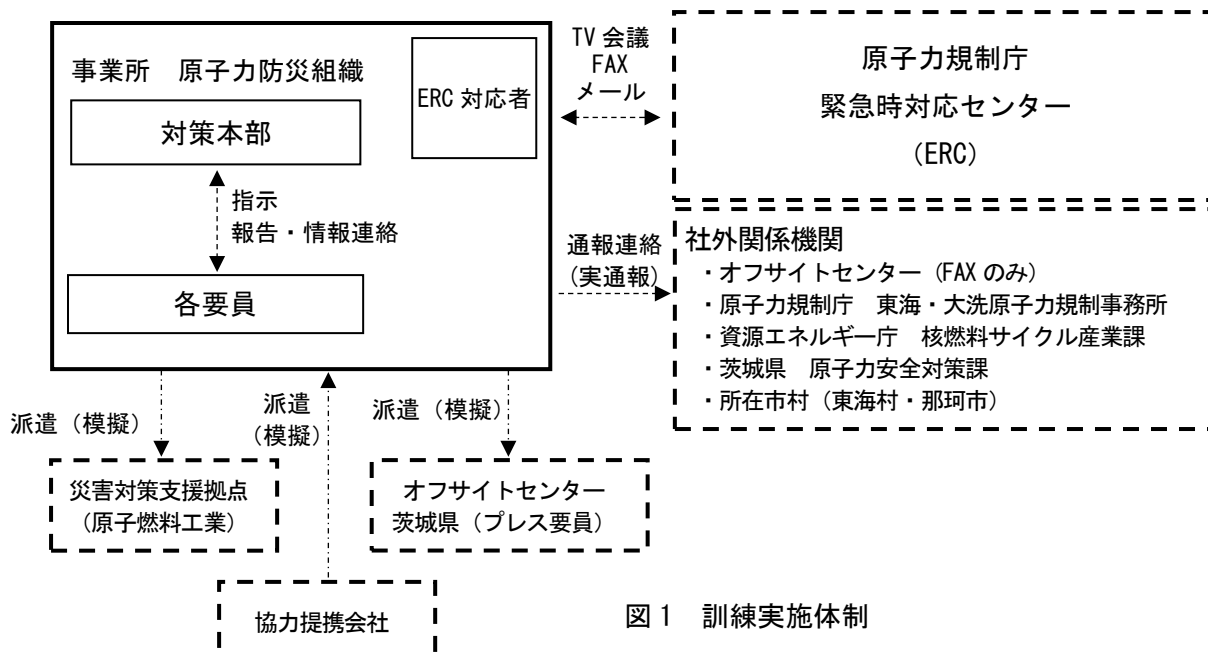 事業所　原子力防災組織
対策本部
指示
報告・情報連絡
各要員
ERC 対応者
TV 会議
FAX
メール
原子力規制庁
緊急時対応センター
（ERC）
通報連絡
（実通報）
社外関係機関
・オフサイトセンター（FAX のみ）
・原子力規制庁　東海・大洗原子力規制事務所
・資源エネルギー庁　核燃料サイクル産業課
・茨城県　原子力安全対策課
・所在市村（東海村・那珂市）
派遣（模擬）
派遣
（模擬）
派遣（模擬）
災害対策支援拠点
（原子燃料工業）
オフサイトセンター
茨城県（プレス要員）
協力提携会社
図１　訓練実施体制